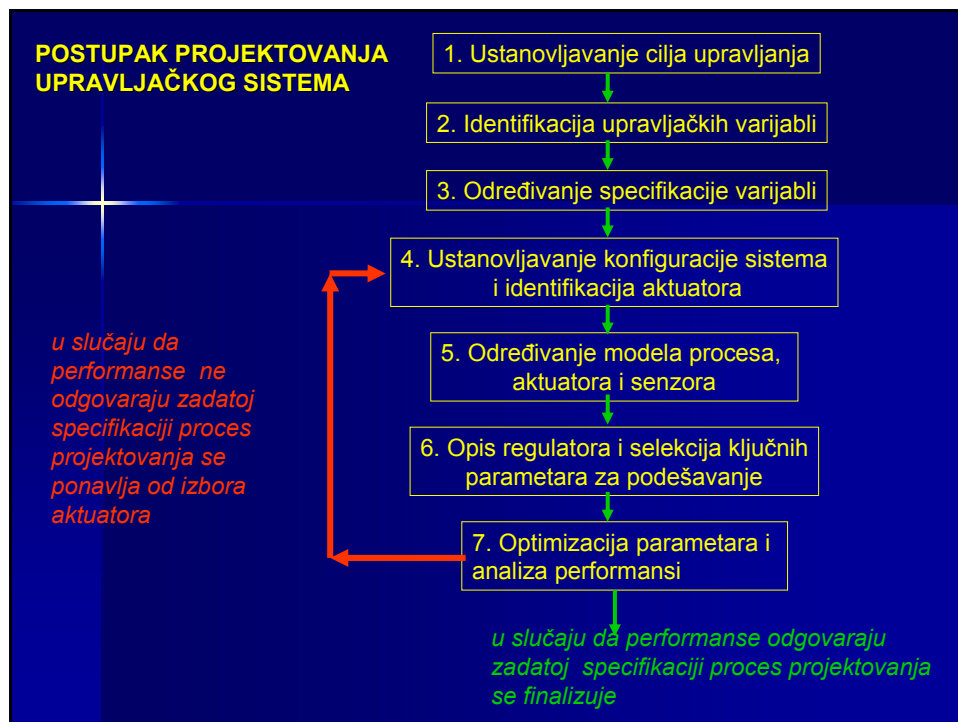 POSTUPAK PROJEKTOVANJA
UPRAVLJAČKOG SISTEMA
1. Ustanovljavanje cilja upravljanja
2. Identifikacija upravljačkih varijabli
3. Određivanje specifikacije varijabli
4. Ustanovljavanje konfiguracije sistema
i identifikacija aktuatora
5. Određivanje modela procesa,
aktuatora i senzora
6. Opis regulatora i selekcija ključnih
parametara za podešavanje
7. Optimizacija parametara i
analiza performansi
u slučaju da
performanse ne
odgovaraju zadatoj
specifikaciji proces
projektovanja se
ponavlja od izbora
aktuatora
u slučaju da performanse odgovaraju
zadatoj specifikaciji proces projektovanja
se finalizuje